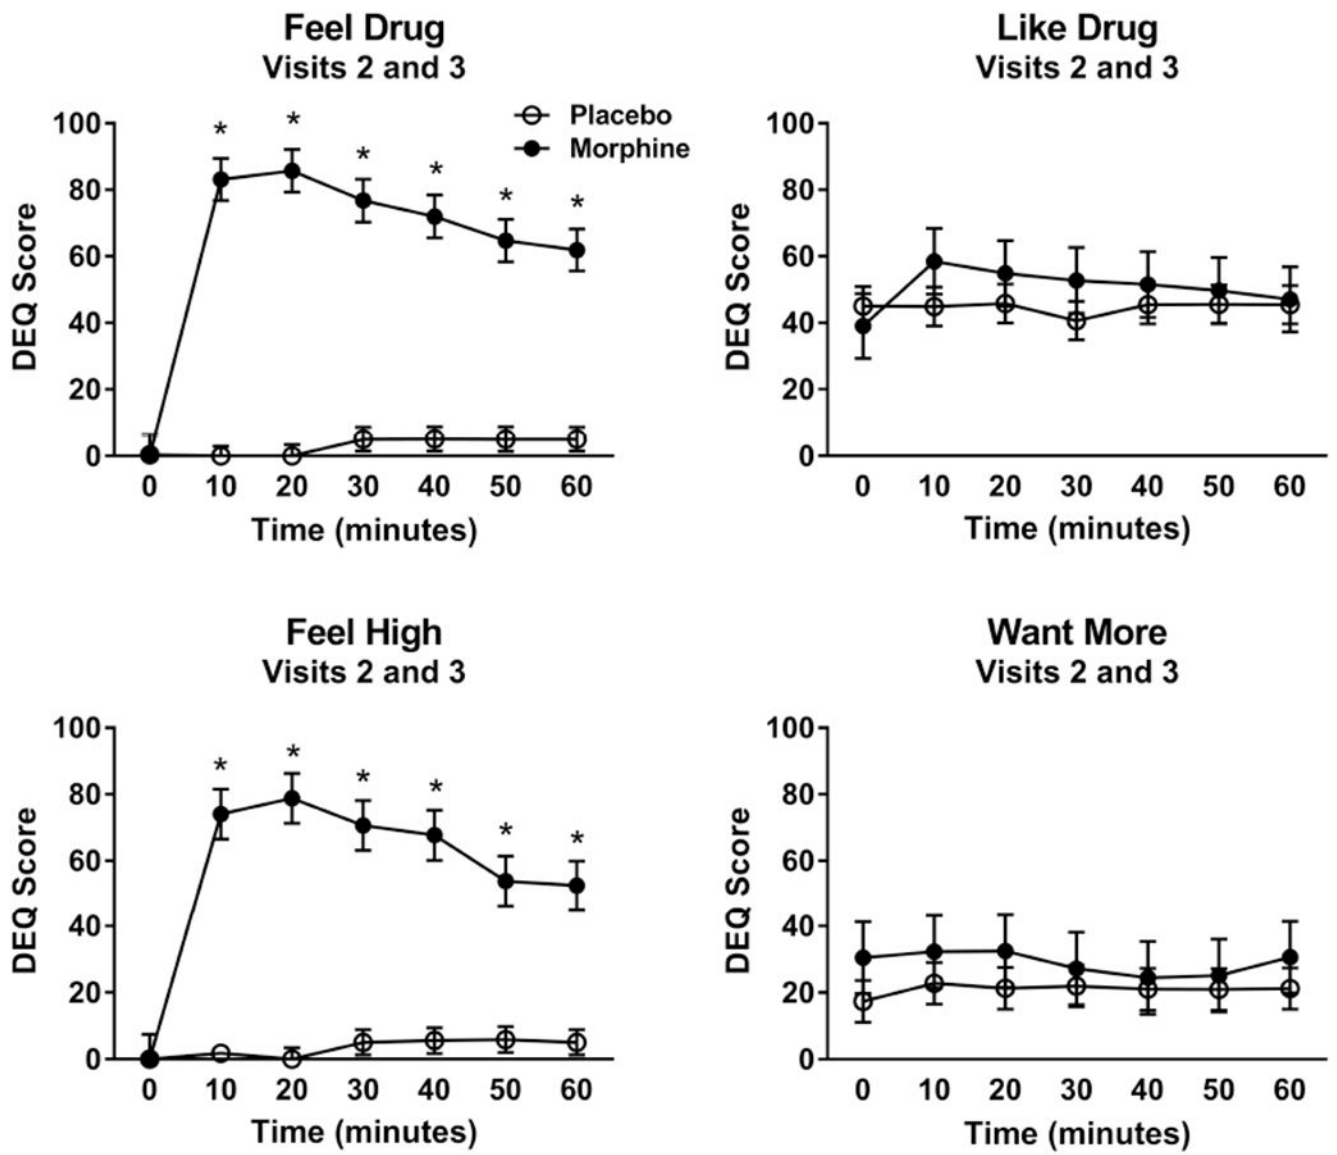 Feel Drug
Visits 2 and 3
Placebo
Morphine
DEQ Score
100
80
60
40
20
0
* * * * * *
0 10 20 30 40 50 60
Time (minutes)
Like Drug
Visits 2 and 3
DEQ Score
100
80
60
40
20
0
0 10 20 30 40 50 60
Time (minutes)
Feel High
Visits 2 and 3
DEQ Score
100
80
60
40
20
0
* * * * * *
0 10 20 30 40 50 60
Time (minutes)
Want More
Visits 2 and 3
DEQ Score
100
80
60
40
20
0
0 10 20 30 40 50 60
Time (minutes)